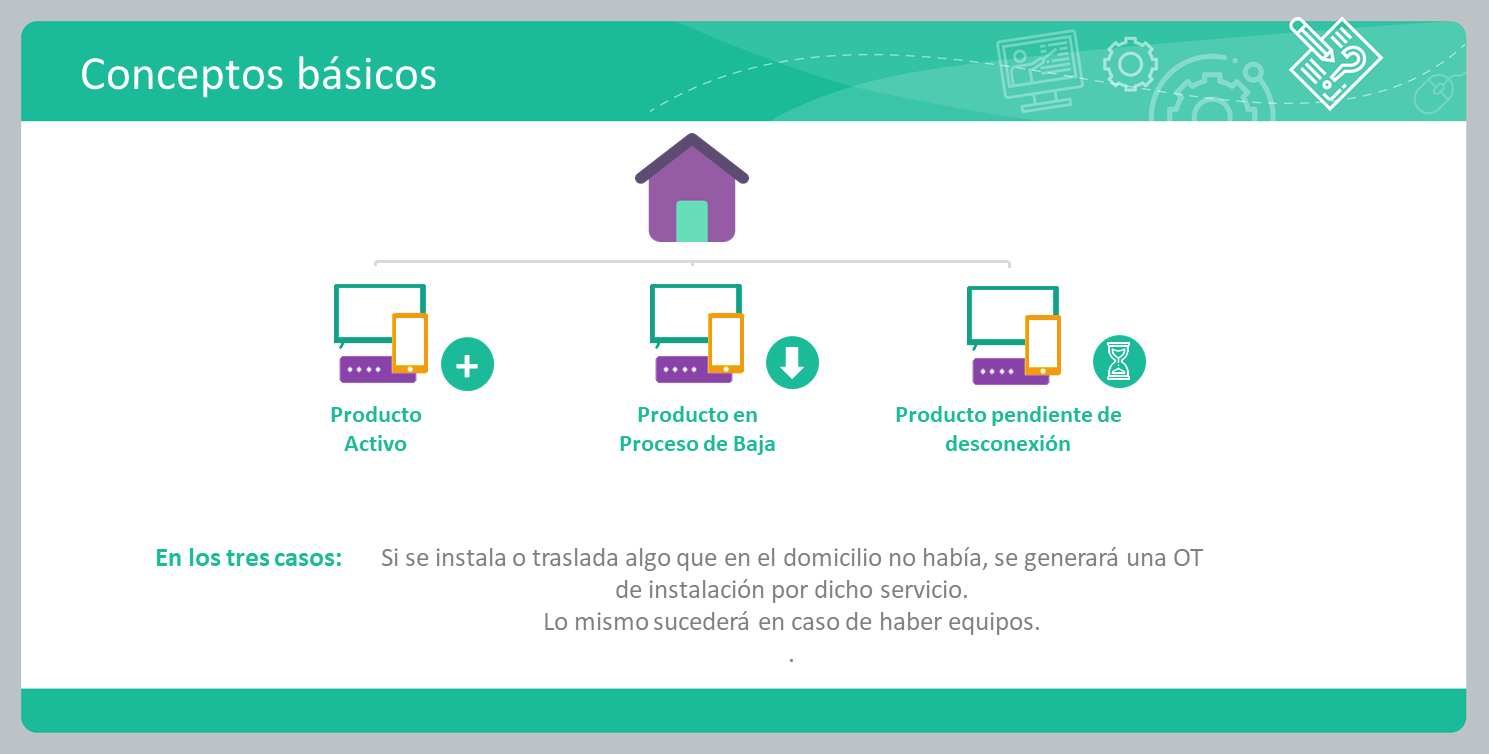 Conceptos básicos
Producto
Activo
Producto en
Proceso de Baja
Producto pendiente de
desconexión
En los tres casos:
Si se instala o traslada algo que en el domicilio no había, se generará una OT
de instalación por dicho servicio.
Lo mismo sucederá en caso de haber equipos.
.